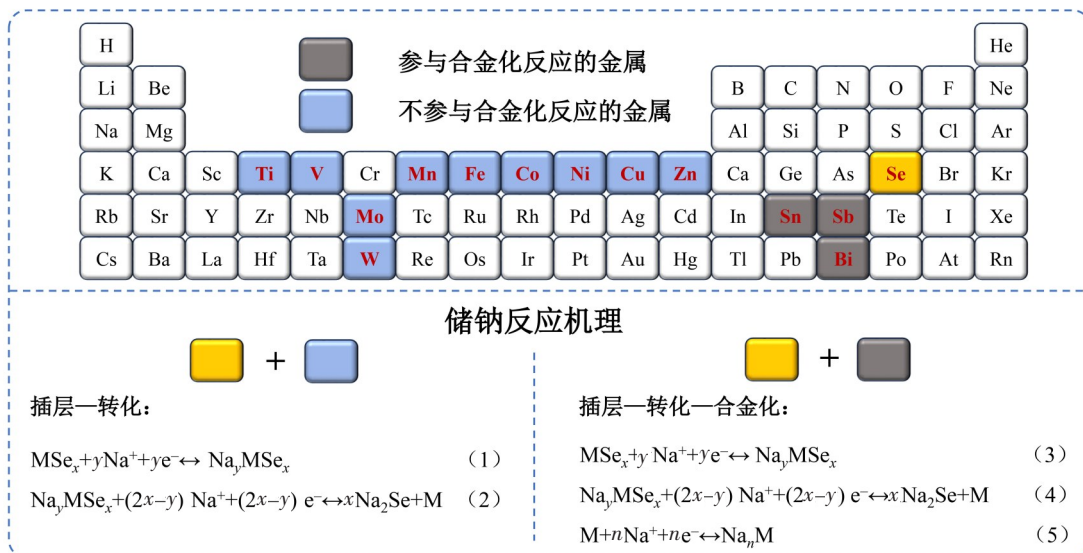 H He
参与合金化反应的金属
Li Be B C N O F Ne
不参与合金化反应的金属
Na Mg Al Si P S Cl Ar
K Ca Sc Ti V Cr Mn Fe Co Ni Cu Zn Ca Ge As Se Br Kr
Rb Sr Y Zr Nb Mo Tc Ru Rh Pd Ag Cd In Sn Sb Te I Xe
Cs Ba La Hf Ta W Re Os Ir Pt Au Hg Tl Pb Bi Po At Rn
储钠反应机理
+
插层—转化：
MSeₓ+yNa⁺+ye⁻↔ NayMSeₓ （1）
NayMSeₓ+(2x–y) Na⁺+(2x–y) e⁻↔xNa₂Se+M （2）
+
插层—转化—合金化：
MSeₓ+y Na⁺+ye⁻↔ NayMSeₓ （3）
NayMSeₓ+(2x–y) Na⁺+(2x–y) e⁻↔xNa₂Se+M （4）
M+nNa⁺+ne⁻↔NaₙM （5）